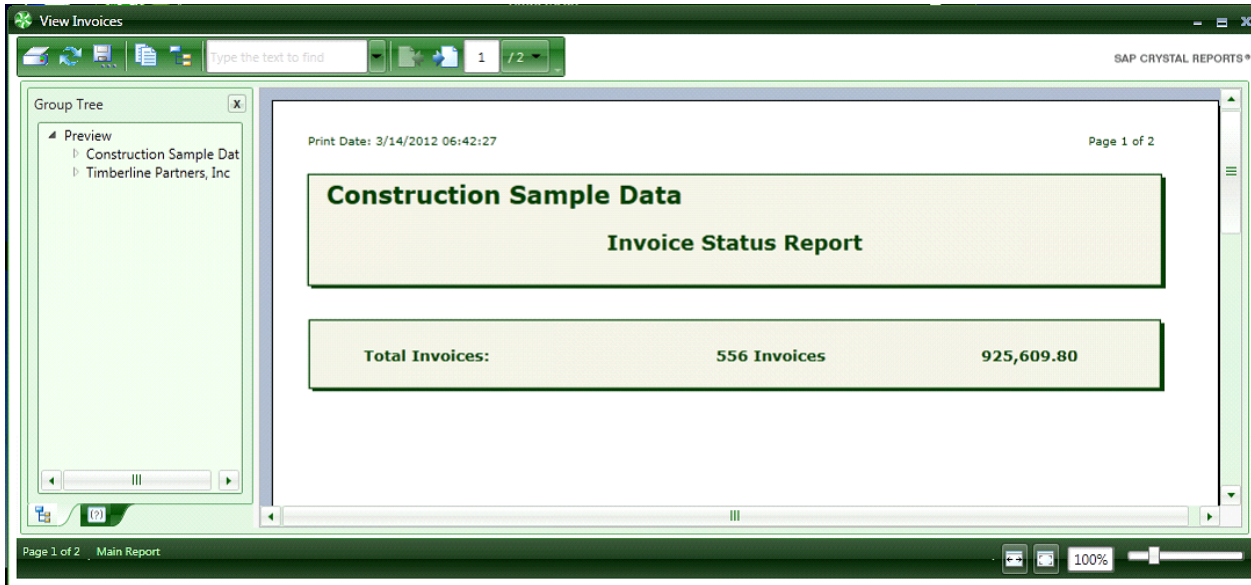 View Invoices
Type the text to find
1 /2
SAP CRYSTAL REPORTS®
Group Tree
Preview
Construction Sample Dat
Timberline Partners, Inc
Print Date: 3/14/2012 06:42:27 Page 1 of 2
Construction Sample Data
Invoice Status Report
Total Invoices: 556 Invoices 925,609.80
Page 1 of 2 Main Report
100%